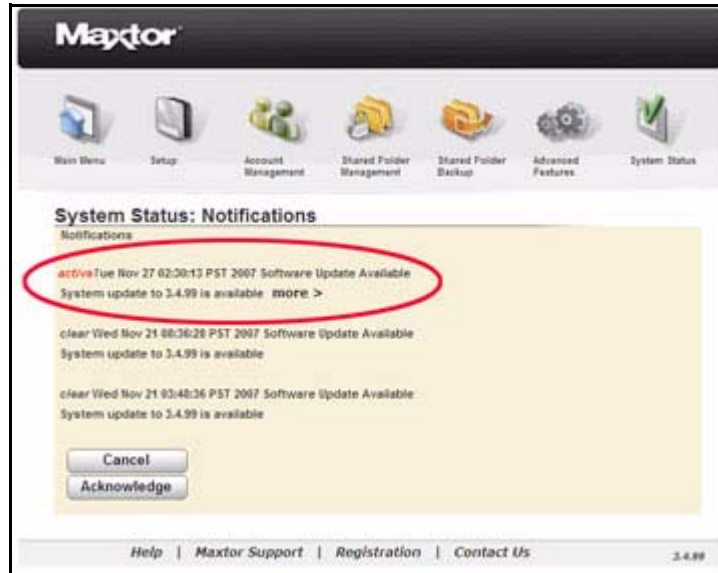 Maxtor
Main Menu
Setup
Account Management
Shared Folder Management
Shared Folder Backup
Advanced Features
System Status
System Status: Notifications
Notifications
activeTue Nov 27 02:30:13 PST 2007 Software Update Available
System update to 3.4.99 is available more >
clear Wed Nov 21 08:36:28 PST 2007 Software Update Available
System update to 3.4.99 is available
clear Wed Nov 21 03:48:36 PST 2007 Software Update Available
System update to 3.4.99 is available
Cancel
Acknowledge
Help | Maxtor Support | Registration | Contact Us
3.4.99